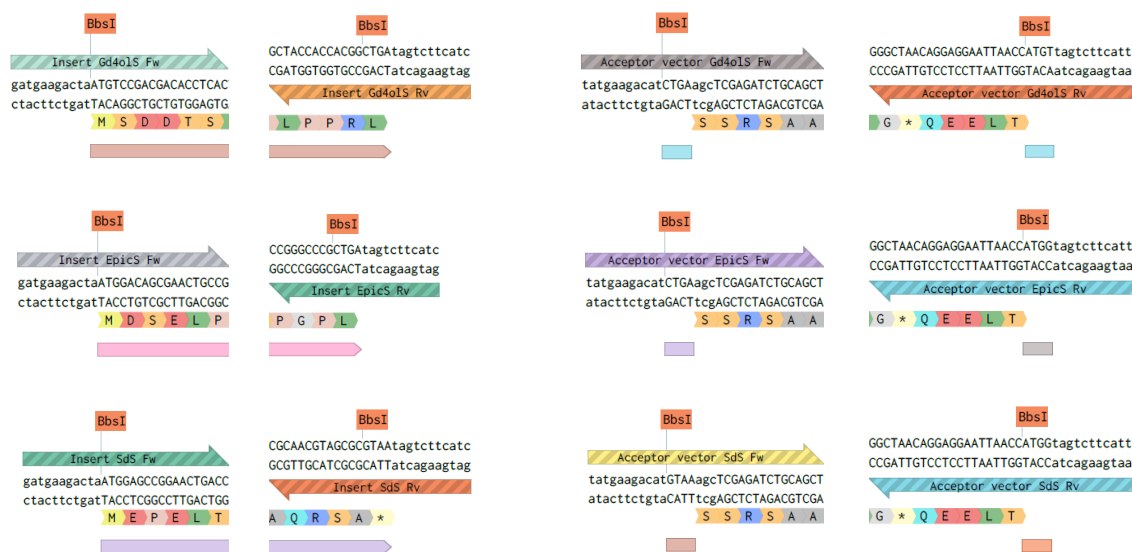 BbsI
Insert Gd4olS Fw
gatgaagactaATGTCCGACGACACCTCAC
ctacttctgatTACAGGCTGCTGTGGAGTG
M S D D T S
BbsI
GCTACCACCACGGCTGAtagtcttcatc
CGATGGTGGTGCCGACTatcagaagtag
Insert Gd4olS Rv
L P P R L
BbsI
Acceptor vector Gd4olS Fw
tatgaagacatCTGAagcTCGAGATCTGCAGCT
atacttctgtaGACTtcgAGCTCTAGACGTCGA
S S R S A A
BbsI
GGGCTAACAGGAGGAATTAACCATGTtagtcttcatt
CCCGATTGTCCTCCTTAATTGGTACAatcagaagtaa
Acceptor vector Gd4olS Rv
G * Q E E L T
BbsI
Insert EpicS Fw
gatgaagactaATGGACAGCGAACTGCCG
ctacttctgatTACCTGTCGCTTGACGGC
M D S E L P
BbsI
CCGGGCCCGCTGAtagtcttcatc
GGCCCGGGCGACTatcagaagtag
Insert EpicS Rv
P G P L
BbsI
Acceptor vector EpicS Fw
tatgaagacatCTGAagcTCGAGATCTGCAGCT
atacttctgtaGACTtcgAGCTCTAGACGTCGA
S S R S A A
BbsI
GGCTAACAGGAGGAATTAACCATGGtagtcttcatt
CCGATTGTCCTCCTTAATTGGTACCatcagaagtaa
Acceptor vector EpicS Rv
G * Q E E L T
BbsI
Insert SdS Fw
gatgaagactaATGGAGCCGGAACTGACC
ctacttctgatTACCTCGGCCTTGACTGG
M E P E L T
BbsI
CGCAACGTAGCGCGTAAtagtcttcatc
GCGTTGCATCGCGCATTatcagaagtag
Insert SdS Rv
A Q R S A *
BbsI
Acceptor vector SdS Fw
tatgaagacatGTAAagcTCGAGATCTGCAGCT
atacttctgtaCATTtcgAGCTCTAGACGTCGA
S S R S A A
BbsI
GGCTAACAGGAGGAATTAACCATGGtagtcttcatt
CCGATTGTCCTCCTTAATTGGTACCatcagaagtaa
Acceptor vector SdS Rv
G * Q E E L T